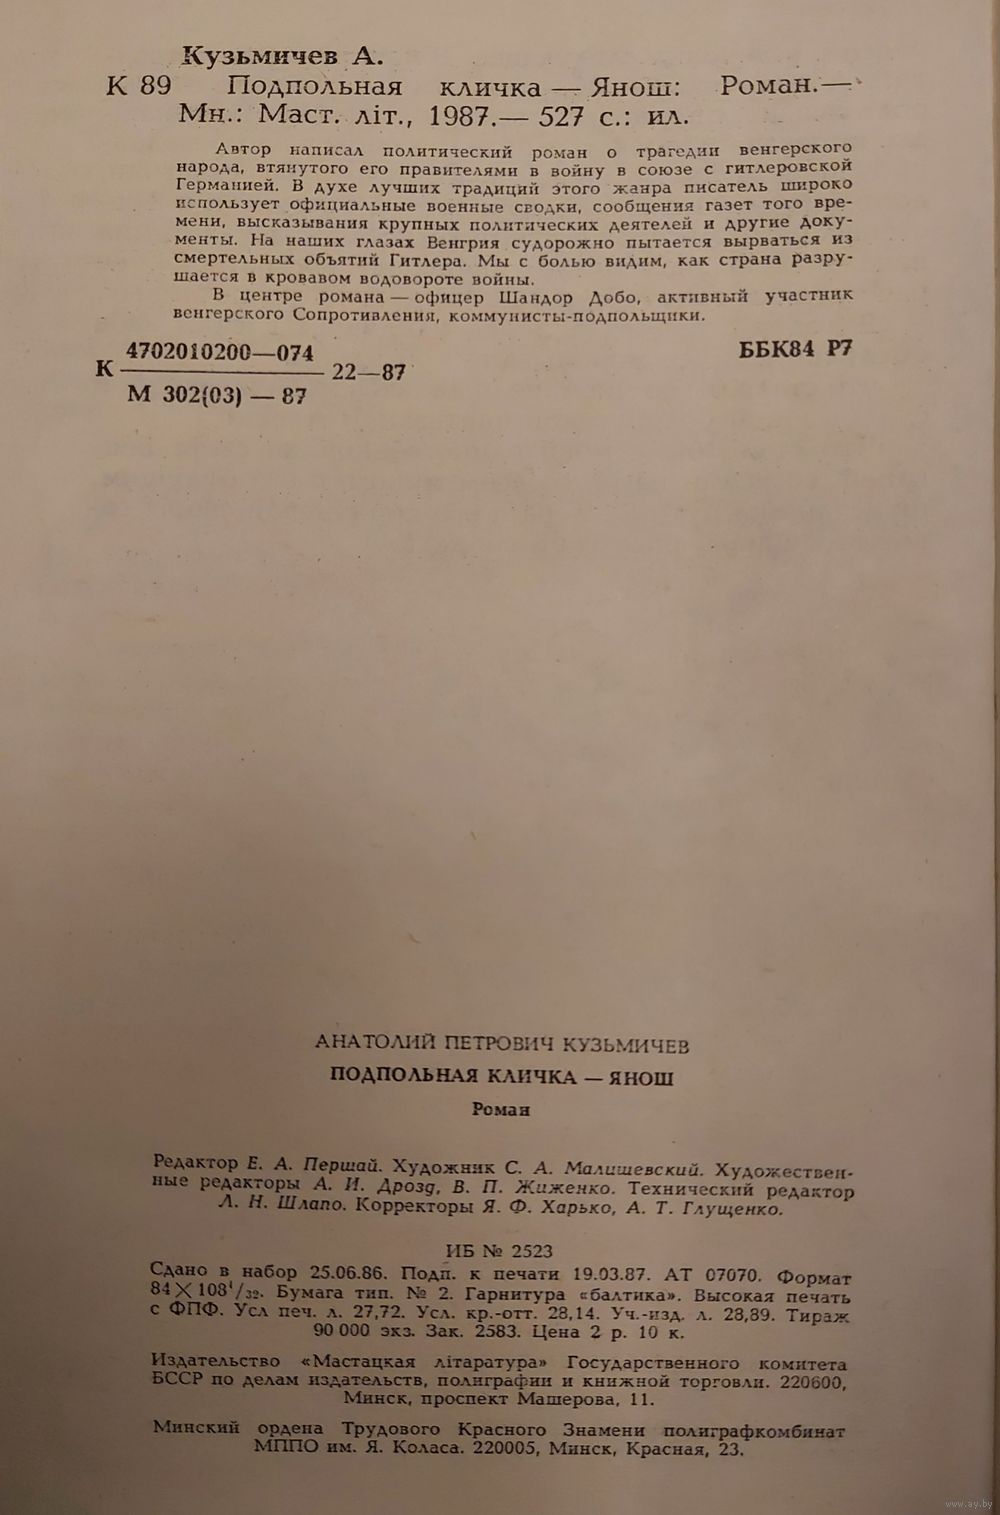 Кузьмичев А.
К 89 Подпольная кличка — Янош: Роман.—
Мн.: Маст. літ., 1987.— 527 с.: ил.
Автор написал политический роман о трагедии венгерского
народа, втянутого его правителями в войну в союзе с гитлеровской
Германией. В духе лучших традиций этого жанра писатель широко
использует официальные военные сводки, сообщения газет того вре-
мени, высказывания крупных политических деятелей и другие доку-
менты. На наших глазах Венгрия судорожно пытается вырваться из
смертельных объятий Гитлера. Мы с болью видим, как страна разру-
шается в кровавом водовороте войны.
В центре романа — офицер Шандор Добо, активный участник
венгерского Сопротивления, коммунисты-подпольщики.
4702010200—074
К 22—87
М 302(03) — 87
ББК84 Р7
АНАТОЛИЙ ПЕТРОВИЧ КУЗЬМИЧЕВ
ПОДПОЛЬНАЯ КЛИЧКА — ЯНОШ
Роман
Редактор Е. А. Першай. Художник С. А. Малишевский. Художествен-
ные редакторы А. И. Дрозд, В. П. Жиженко. Технический редактор
Л. Н. Шлапо. Корректоры Я. Ф. Харько, А. Т. Глущенко.
ИБ № 2523
Сдано в набор 25.06.86. Подп. к печати 19.03.87. АТ 07070. Формат
84×108¹/₃₂. Бумага тип. № 2. Гарнитура «балтика». Высокая печать
с ФПФ. Усл печ. л. 27,72. Усл. кр.-отт. 28,14. Уч.-изд. л. 28,89. Тираж
90 000 экз. Зак. 2583. Цена 2 р. 10 к.
Издательство «Мастацкая літаратура» Государственного комитета
БССР по делам издательств, полиграфии и книжной торговли. 220600,
Минск, проспект Машерова, 11.
Минский ордена Трудового Красного Знамени полиграфкомбинат
МППО им. Я. Коласа. 220005, Минск, Красная, 23.
www.ay.by